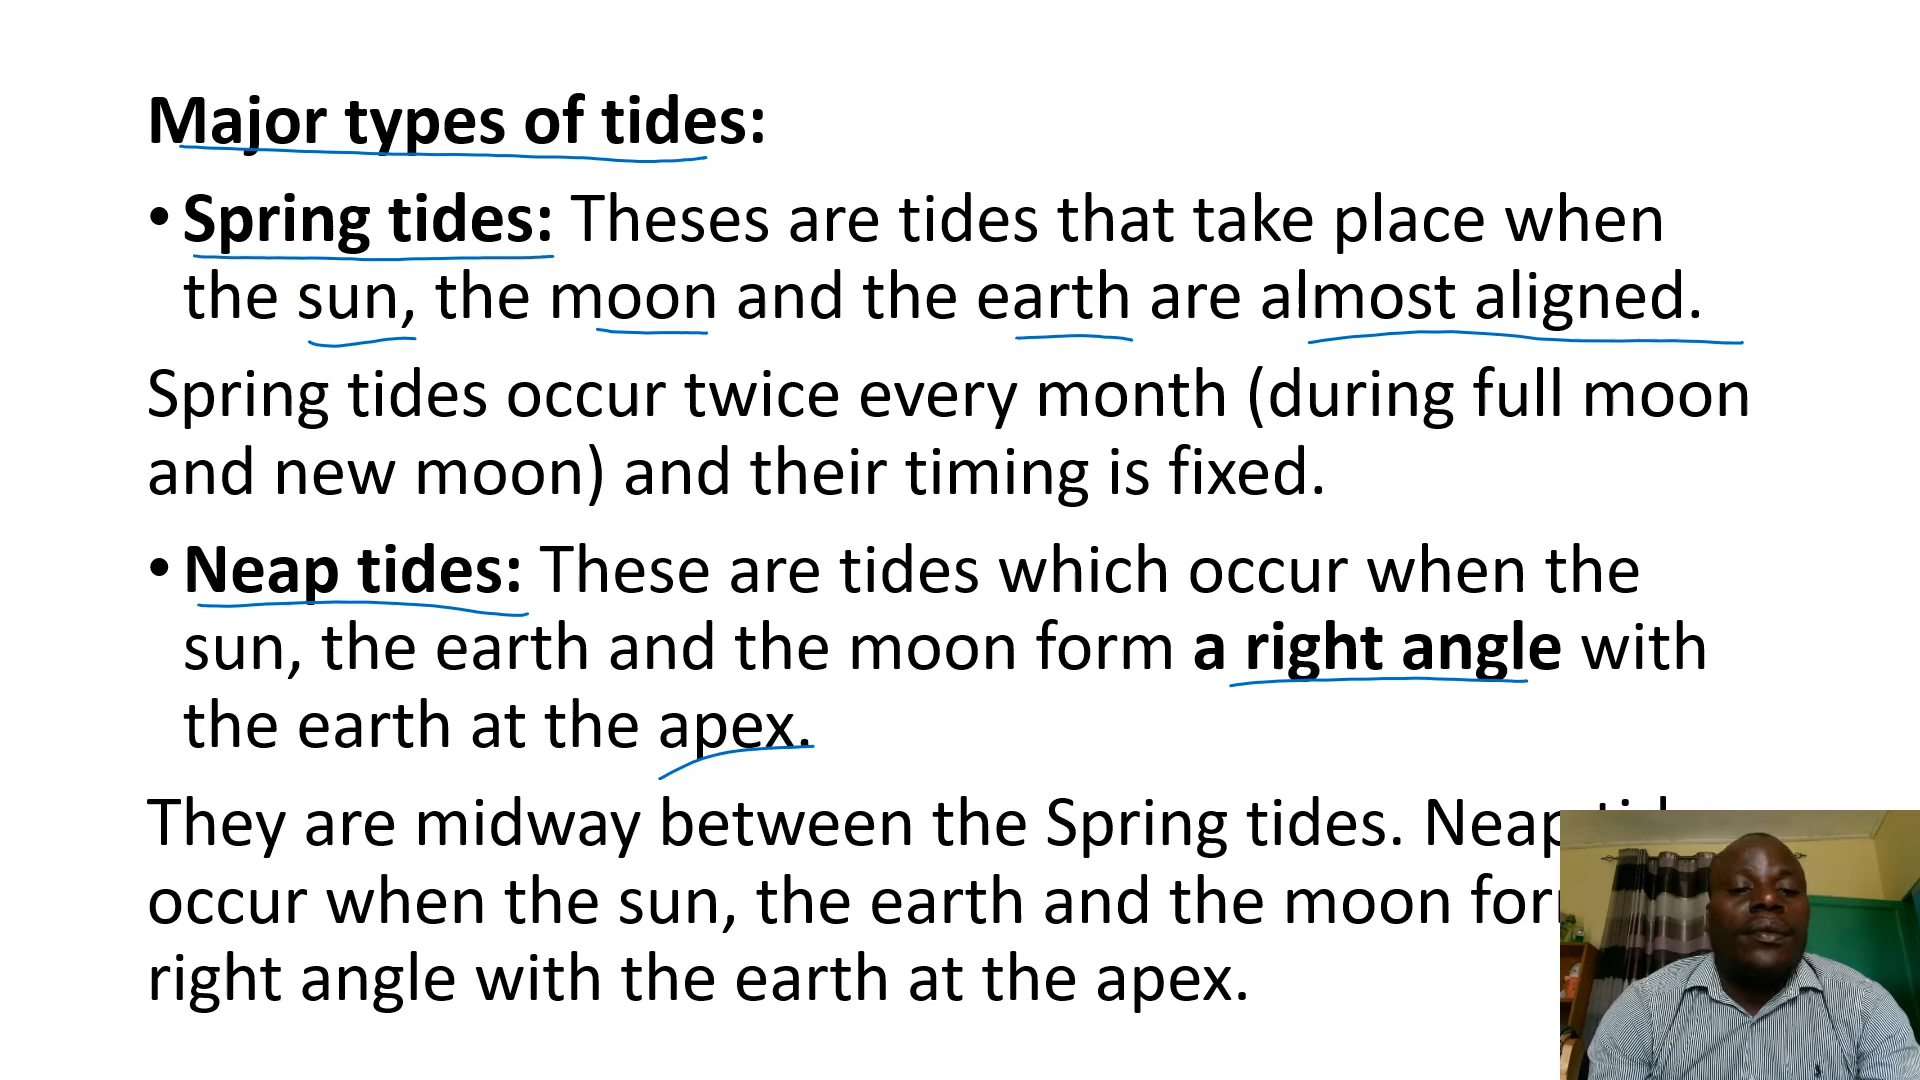 Major types of tides:
• Spring tides: Theses are tides that take place when
the sun, the moon and the earth are almost aligned.
Spring tides occur twice every month (during full moon
and new moon) and their timing is fixed.
• Neap tides: These are tides which occur when the
sun, the earth and the moon form a right angle with
the earth at the apex.
They are midway between the Spring tides. Neap
occur when the sun, the earth and the moon
right angle with the earth at the apex.